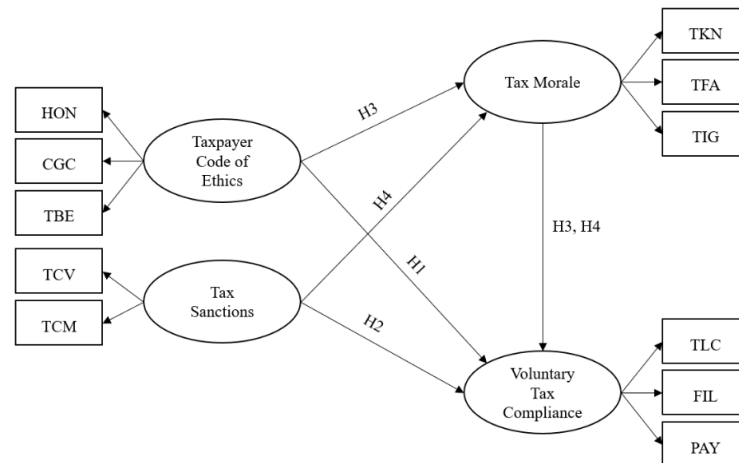 TKN
Tax Morale
TFA
TIG
HON
CGC
TBE
Taxpayer
Code of
Ethics
H3
H4
H3, H4
H1
TCV
TCM
Tax
Sanctions
H2
Voluntary
Tax
Compliance
TLC
FIL
PAY